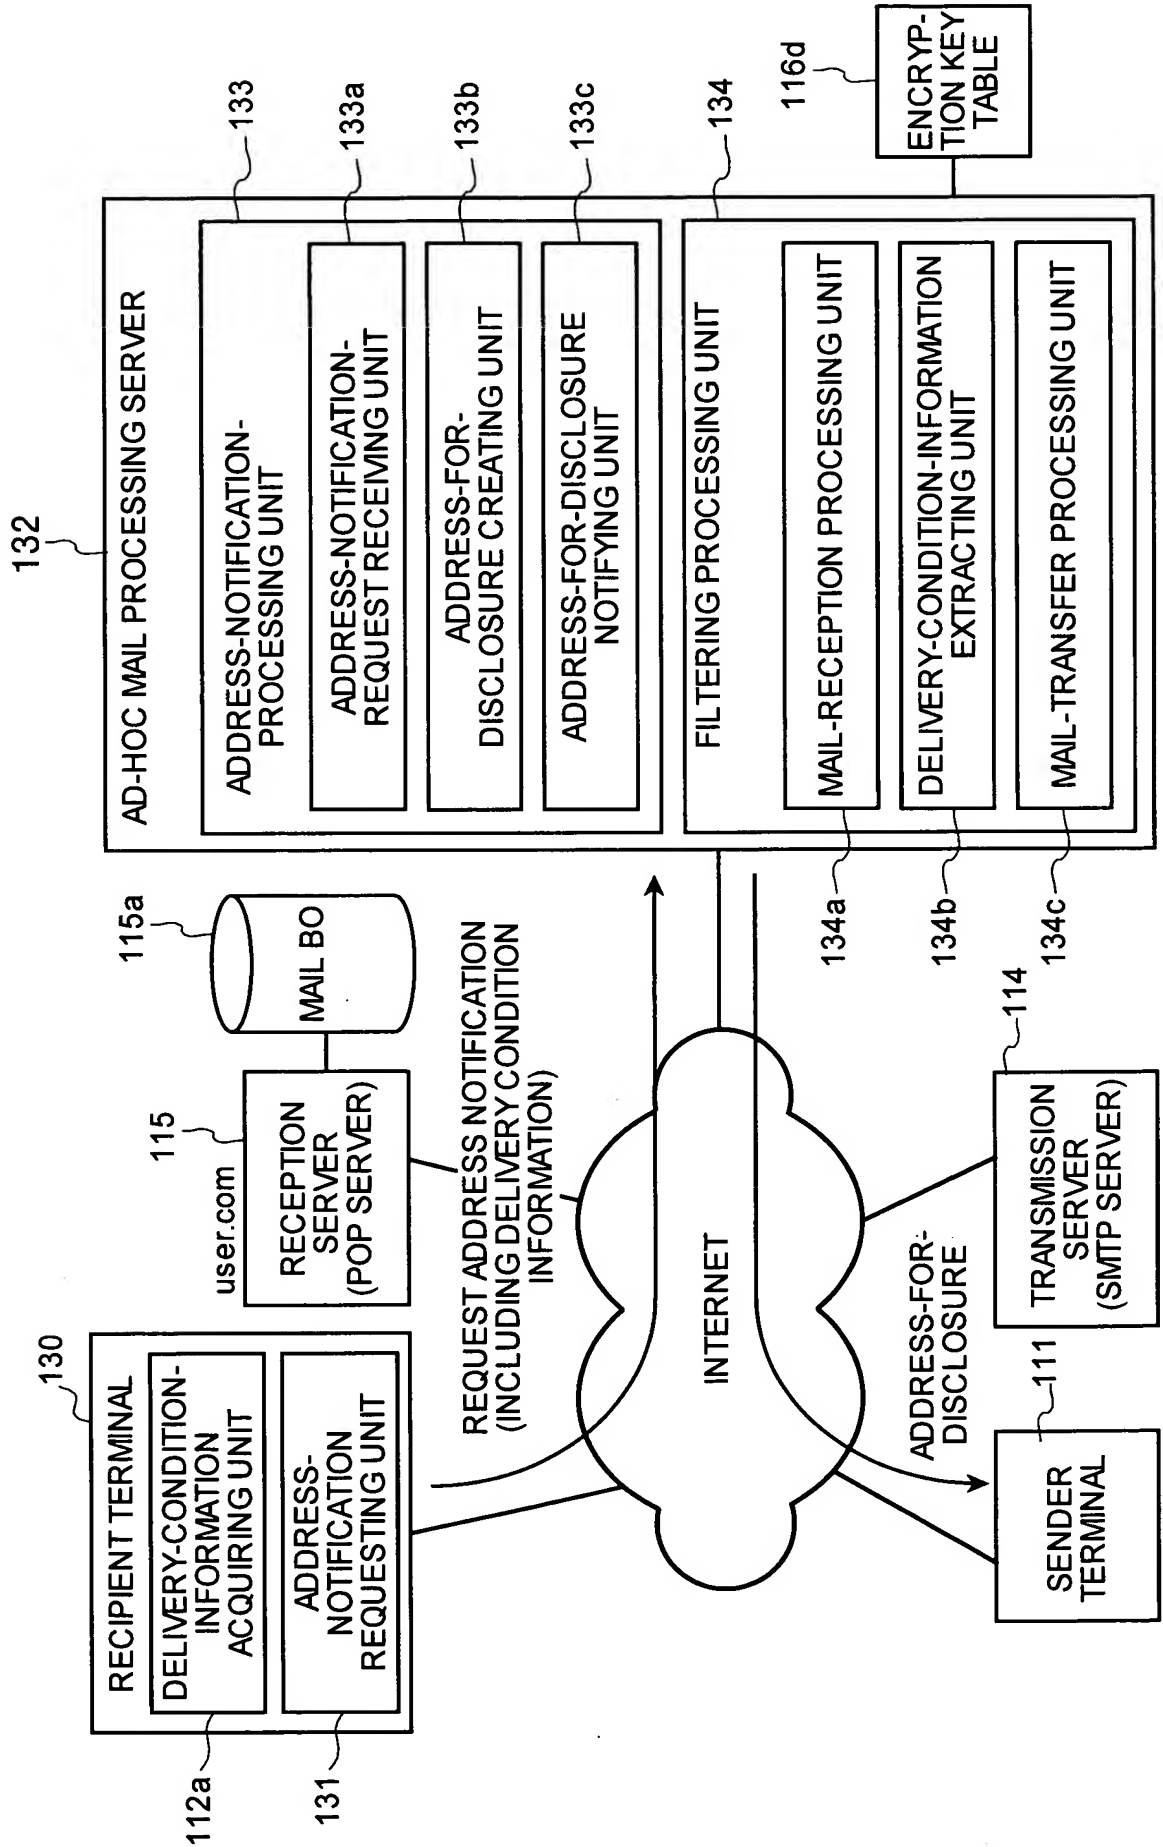 132
AD-HOC MAIL PROCESSING SERVER
133
ADDRESS-NOTIFICATION-
PROCESSING UNIT
133a
ADDRESS-NOTIFICATION-
REQUEST RECEIVING UNIT
133b
ADDRESS-FOR-
DISCLOSURE CREATING UNIT
133c
ADDRESS-FOR-DISCLOSURE
NOTIFYING UNIT
134
FILTERING PROCESSING UNIT
134a
MAIL-RECEPTION PROCESSING UNIT
134b
DELIVERY-CONDITION-INFORMATION
EXTRACTING UNIT
134c
MAIL-TRANSFER PROCESSING UNIT
116d
ENCRYP-
TION KEY
TABLE
130
RECIPIENT TERMINAL
112a
DELIVERY-CONDITION-
INFORMATION
ACQUIRING UNIT
131
ADDRESS-
NOTIFICATION
REQUESTING UNIT
115
user.com
RECEPTION
SERVER
(POP SERVER)
115a
MAIL BO
REQUEST ADDRESS NOTIFICATION
(INCLUDING DELIVERY CONDITION
INFORMATION)
INTERNET
ADDRESS-FOR-
DISCLOSURE
111
SENDER
TERMINAL
114
TRANSMISSION
SERVER
(SMTP SERVER)